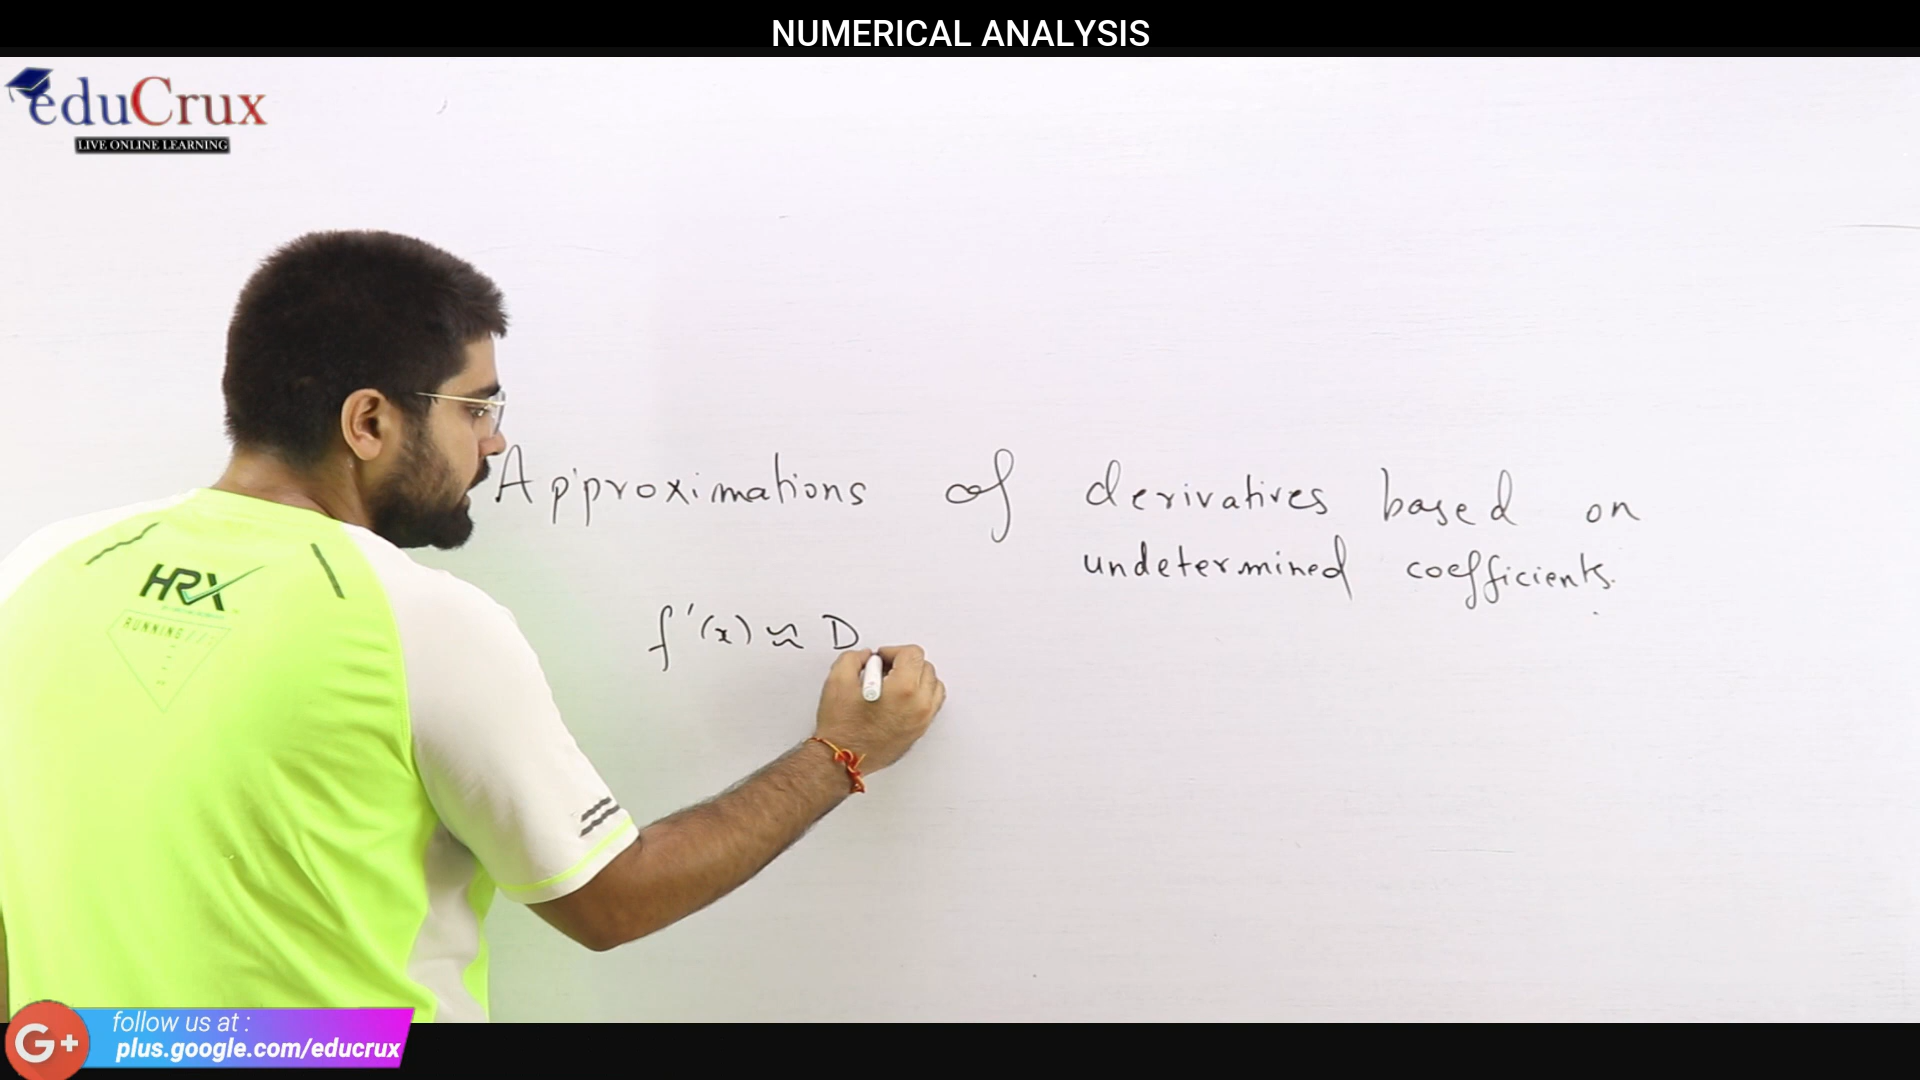 NUMERICAL ANALYSIS
eduCrux
LIVE ONLINE LEARNING
Approximations of derivatives based on
undetermined coefficients.
f'(x) ≈ D
HRX
RUNNING
follow us at :
G+ plus.google.com/educrux